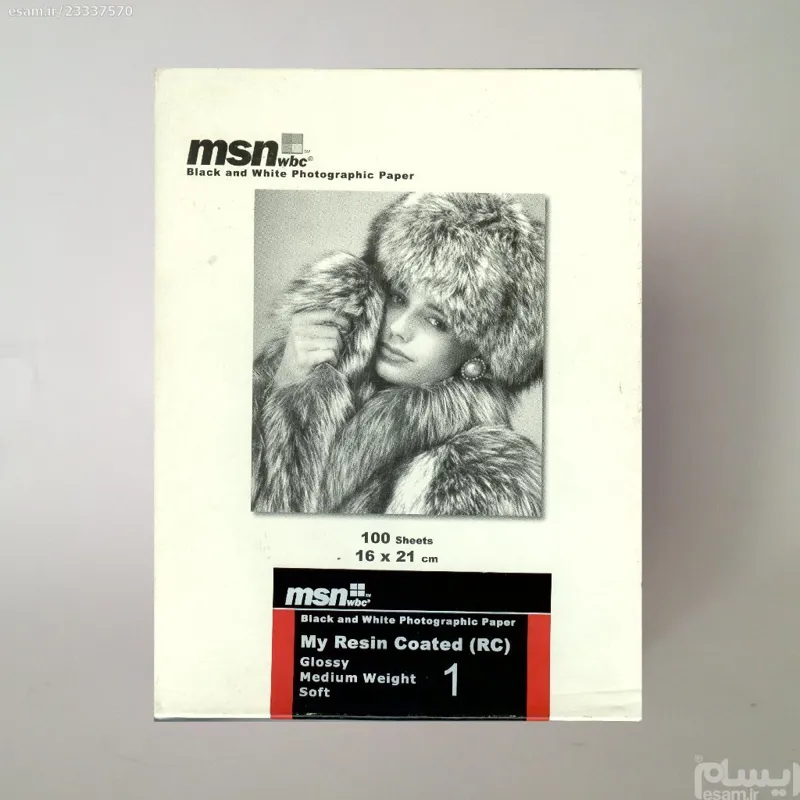 esam.ir/23337570
msn wbc®
Black and White Photographic Paper
100 Sheets
16 x 21 cm
msn wbc®
Black and White Photographic Paper
My Resin Coated (RC)
Glossy
Medium Weight
Soft
1
ایسام
esam.ir